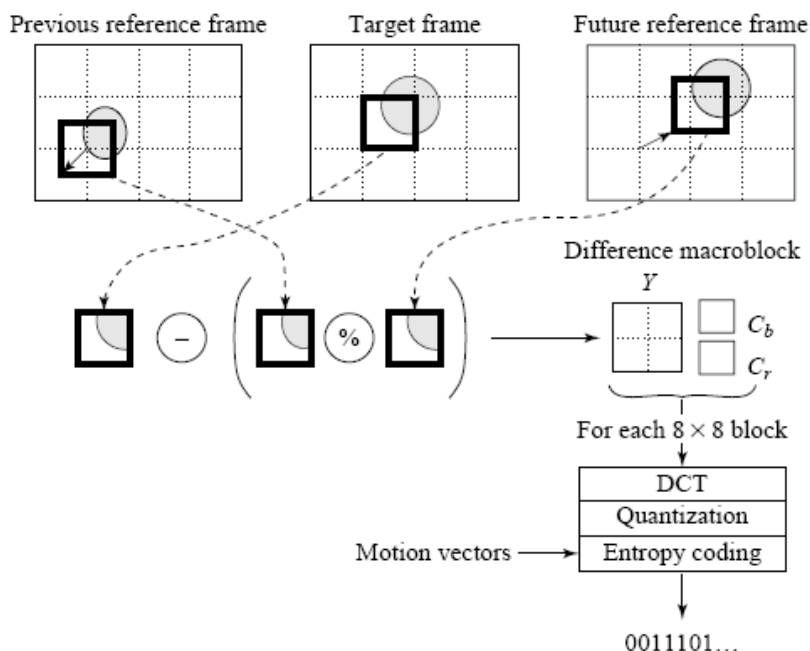 Previous reference frame
Target frame
Future reference frame
Difference macroblock
Y
−
%
C_b
C_r
For each 8 × 8 block
DCT
Quantization
Motion vectors
Entropy coding
0011101…